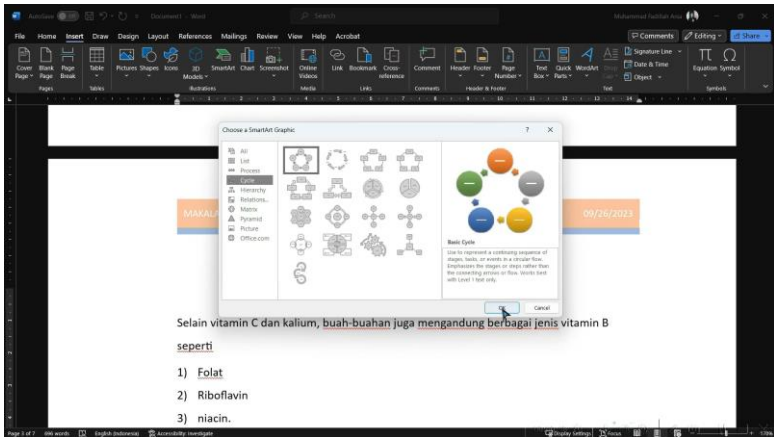 AutoSave Off Document1 - Word Search Muhammad Fadillah Arsa
File Home Insert Draw Design Layout References Mailings Review View Help Acrobat Comments Editing Share
Cover Page Blank Page Page Break Table Pictures Shapes Icons 3D Models SmartArt Chart Screenshot Online Videos Link Bookmark Cross-reference Comment Header Footer Page Number Text Box Quick Parts WordArt Drop Cap Signature Line Date & Time Object Equation Symbol
Pages Tables Illustrations Media Links Comments Header & Footer Text Symbols
Choose a SmartArt Graphic ? X
All
List
Process
Cycle
Hierarchy
Relations...
Matrix
Pyramid
Picture
Office.com
Basic Cycle
Use to represent a continuing sequence of
stages, tasks, or events in a circular flow.
Emphasizes the stages or steps rather than
the connecting arrows or flow. Works best
with Level 1 text only.
OK Cancel
MAKALA 09/26/2023
Selain vitamin C dan kalium, buah-buahan juga mengandung berbagai jenis vitamin B
seperti
1) Folat
2) Riboflavin
3) niacin.
Page 3 of 7 English (Indonesia) Accessibility: Investigate Display Settings Focus